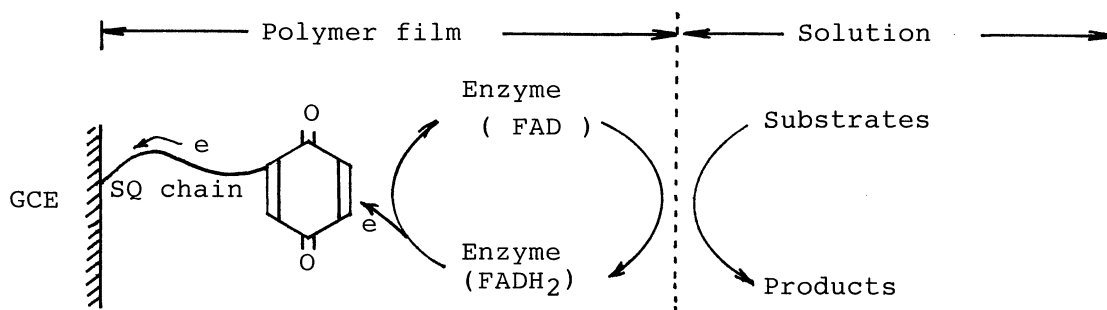 Polymer film
Solution
Enzyme
( FAD )
Substrates
O
e
GCE
SQ chain
e
Enzyme
(FADH2)
O
Products